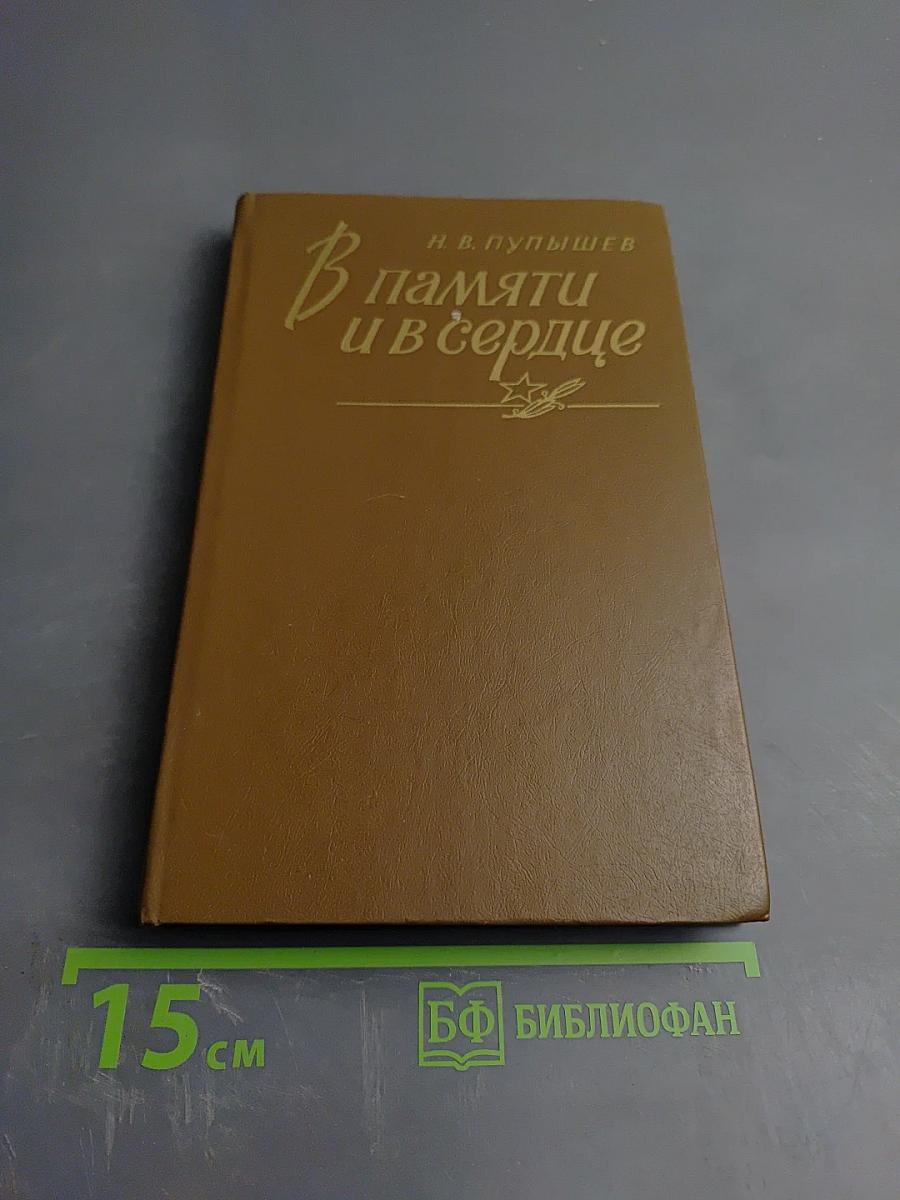 Н. В. ПУПЫШЕВ
В памяти
и в сердце
15 см
БФ БИБЛИОФАН